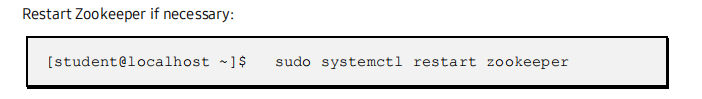 Restart Zookeeper if necessary:
[student@localhost ~]$   sudo systemctl restart zookeeper